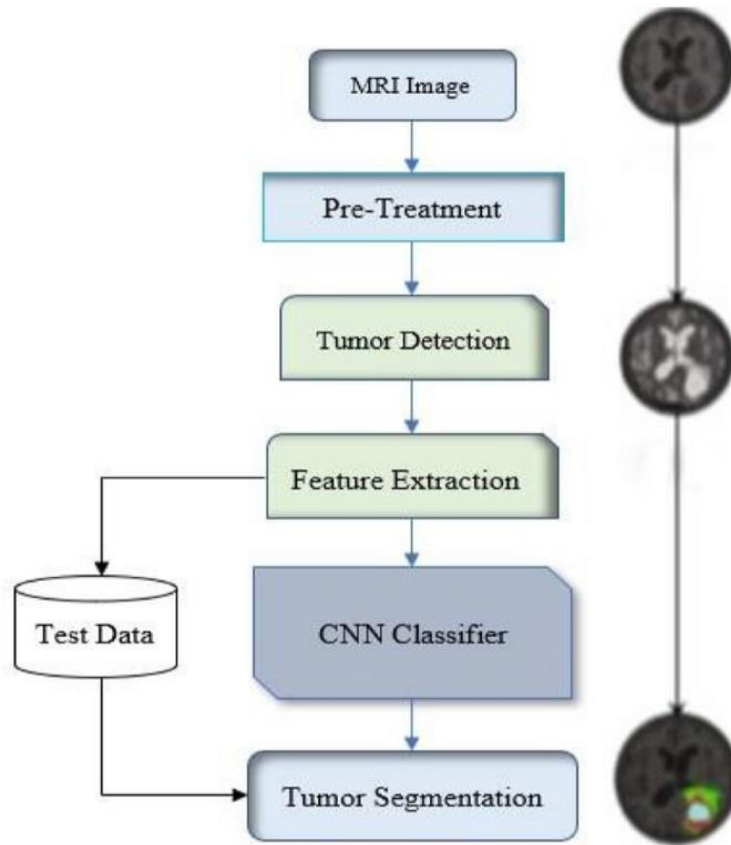 MRI Image
Pre-Treatment
Tumor Detection
Feature Extraction
Test Data
CNN Classifier
Tumor Segmentation